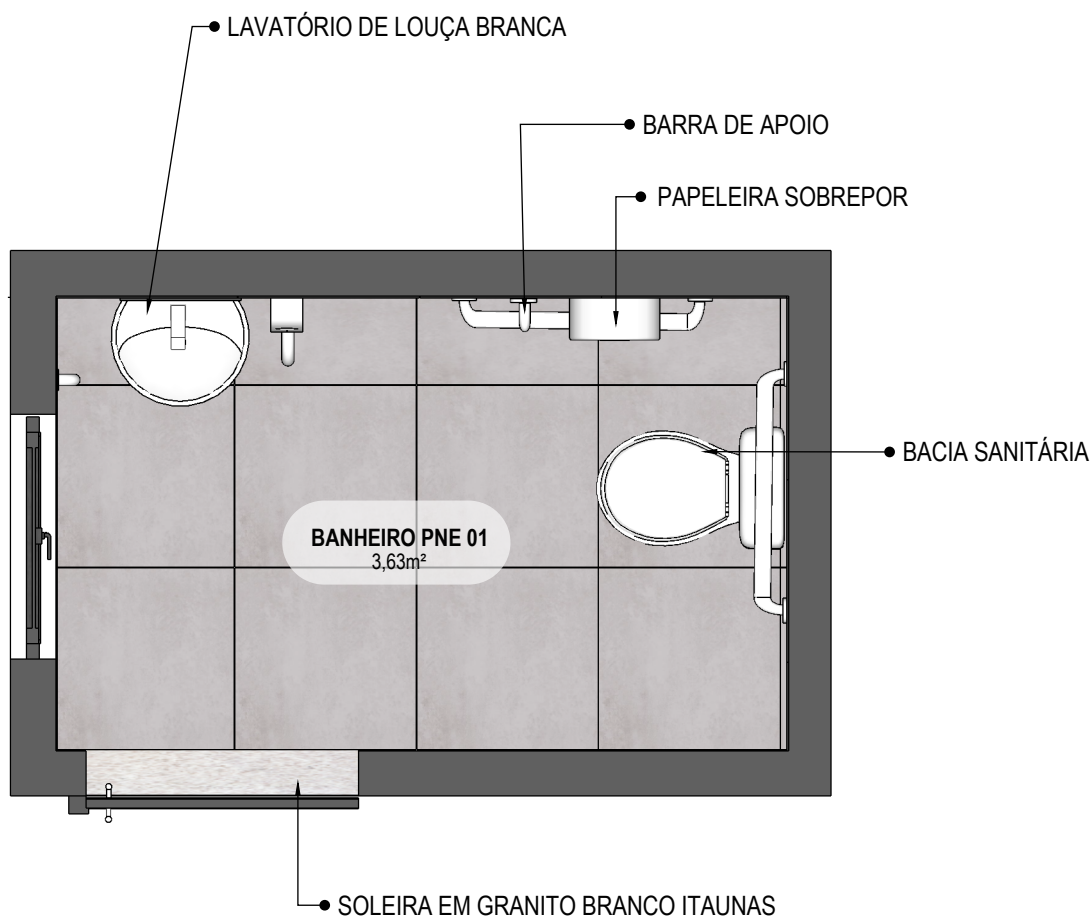 LAVATÓRIO DE LOUÇA BRANCA
BARRA DE APOIO
PAPELEIRA SOBREPOR
BACIA SANITÁRIA
BANHEIRO PNE 01
3,63m²
SOLEIRA EM GRANITO BRANCO ITAUNAS